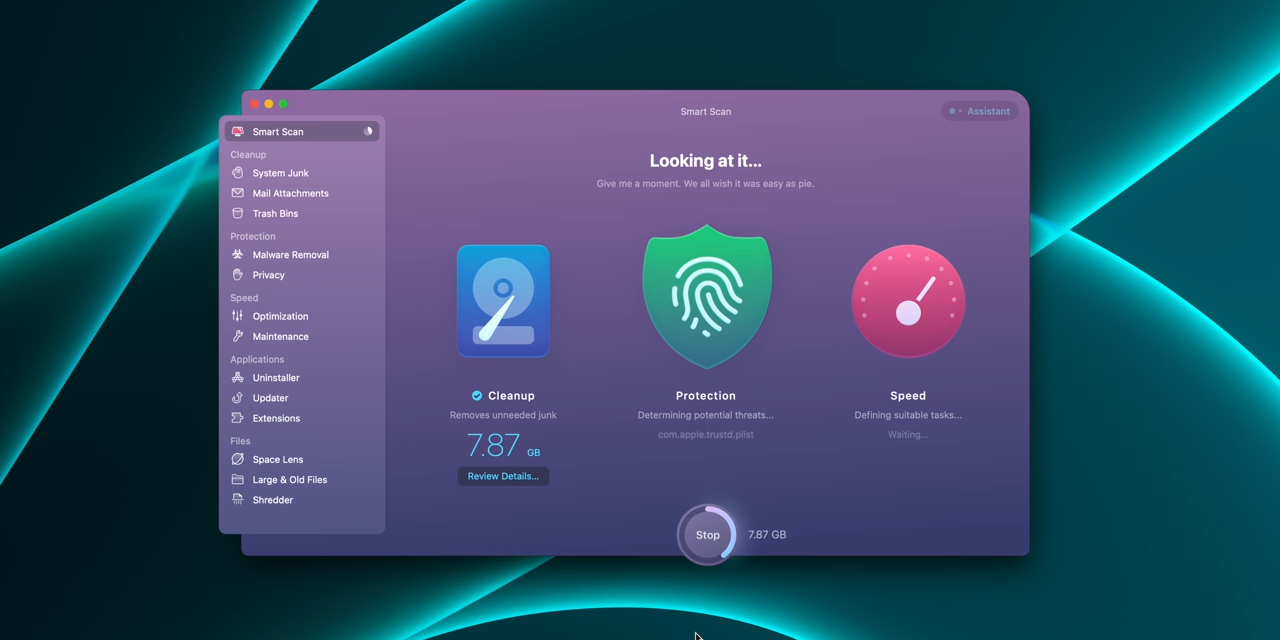 Smart Scan
Assistant
Smart Scan
Cleanup
System Junk
Mail Attachments
Trash Bins
Protection
Malware Removal
Privacy
Speed
Optimization
Maintenance
Applications
Uninstaller
Updater
Extensions
Files
Space Lens
Large & Old Files
Shredder
Looking at it...
Give me a moment. We all wish it was easy as pie.
Cleanup
Removes unneeded junk
7.87 GB
Review Details...
Protection
Determining potential threats...
com.apple.trustd.plist
Speed
Defining suitable tasks...
Waiting...
Stop
7.87 GB